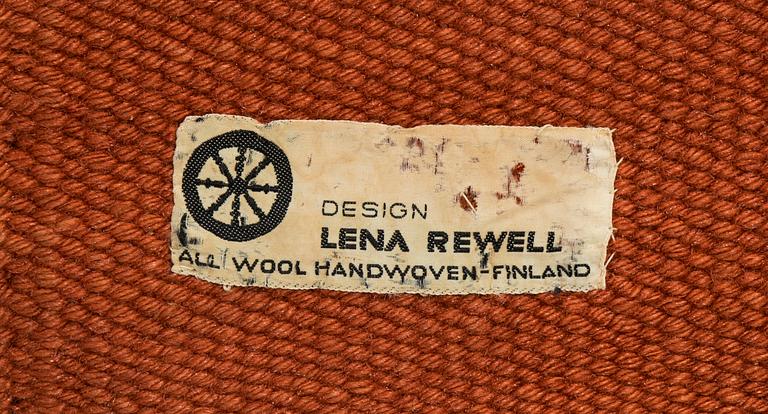 DESIGN
LENA REWELL
ALL WOOL HANDWOVEN-FINLAND